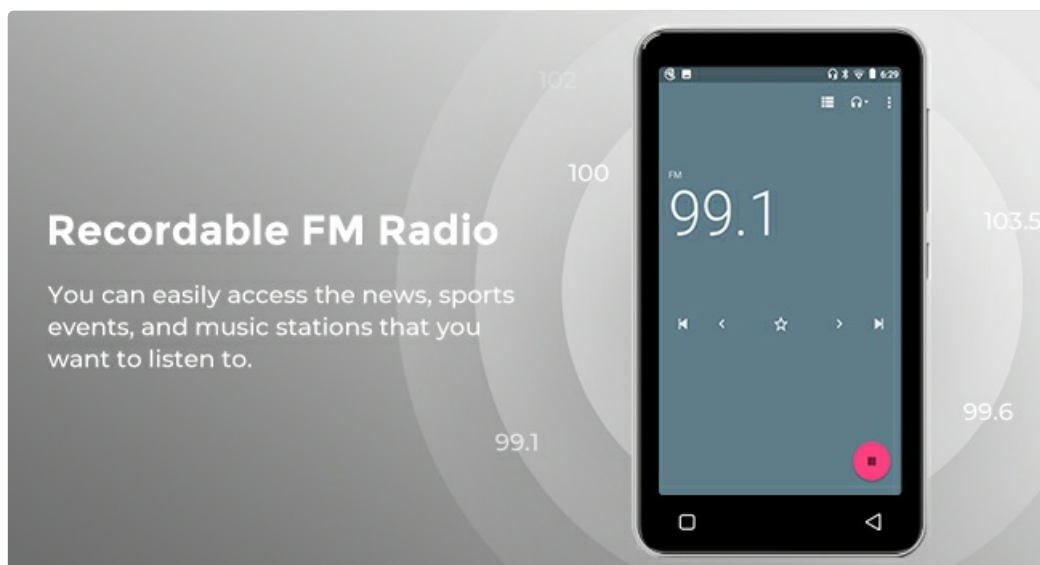 Recordable FM Radio
You can easily access the news, sports
events, and music stations that you
want to listen to.
102
100
99.1
6:29
FM
99.1
103.5
99.6